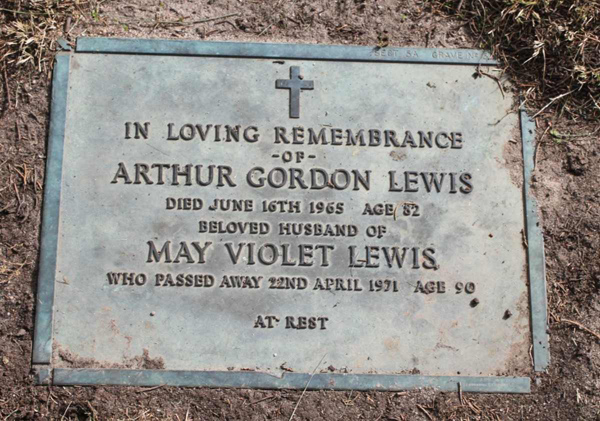 IN LOVING REMEMBRANCE
-OF-
ARTHUR GORDON LEWIS
DIED JUNE 16TH 1965 AGE 82
BELOVED HUSBAND OF
MAY VIOLET LEWIS
WHO PASSED AWAY 22ND APRIL 1971 AGE 90
AT REST